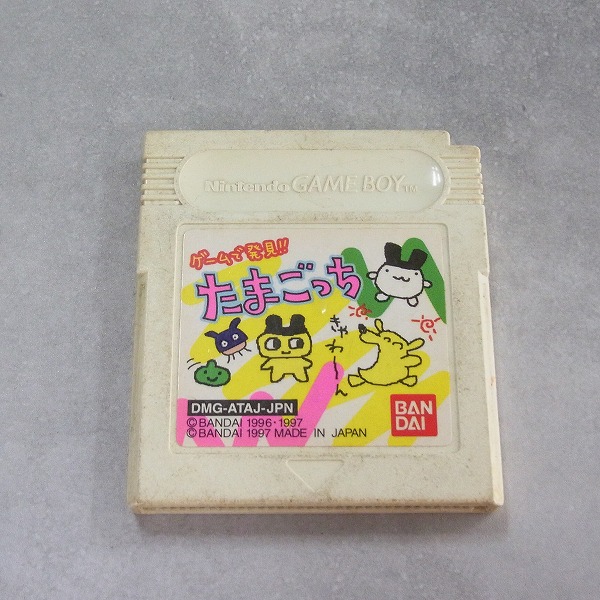 Nintendo GAME BOY TM
ゲームで発見!!
たまごっち
きゃわーん
DMG-ATAJ-JPN
BAN
DAI
©BANDAI 1996・1997
©BANDAI 1997 MADE IN JAPAN